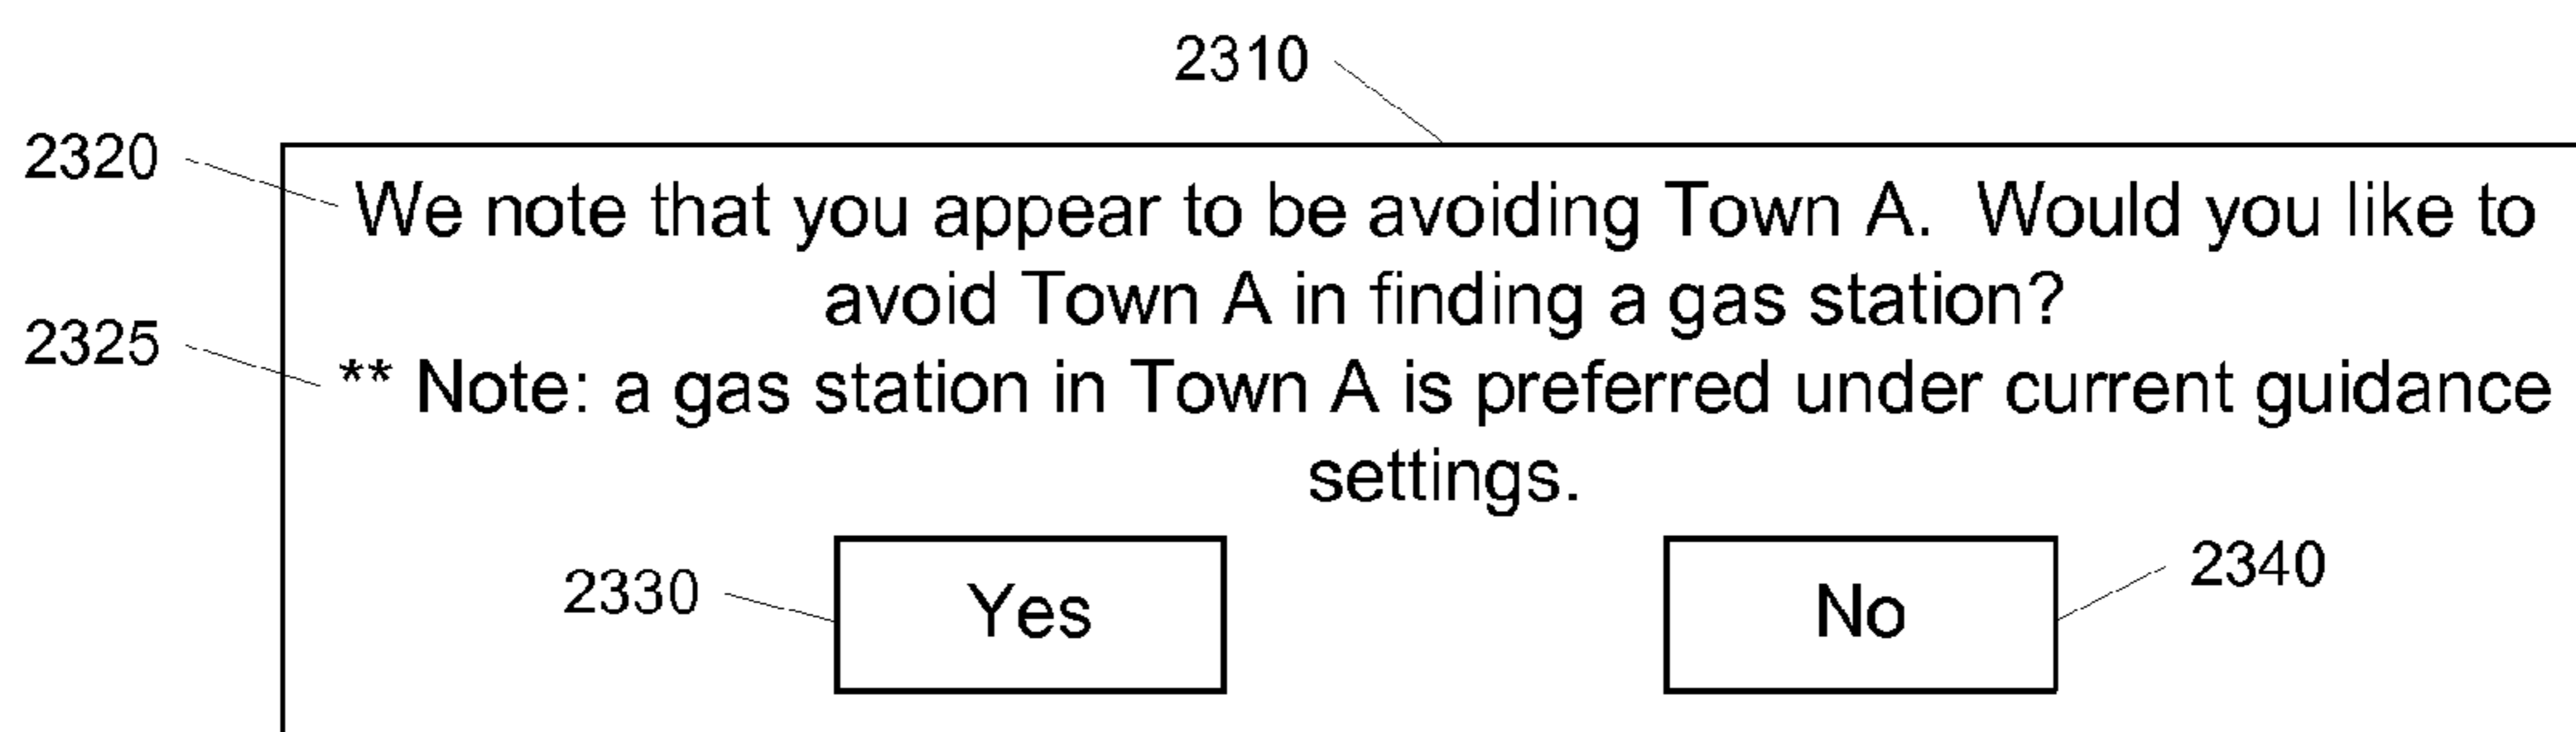 2310
2320
We note that you appear to be avoiding Town A. Would you like to
avoid Town A in finding a gas station?
2325
** Note: a gas station in Town A is preferred under current guidance
settings.
2330
Yes
No
2340